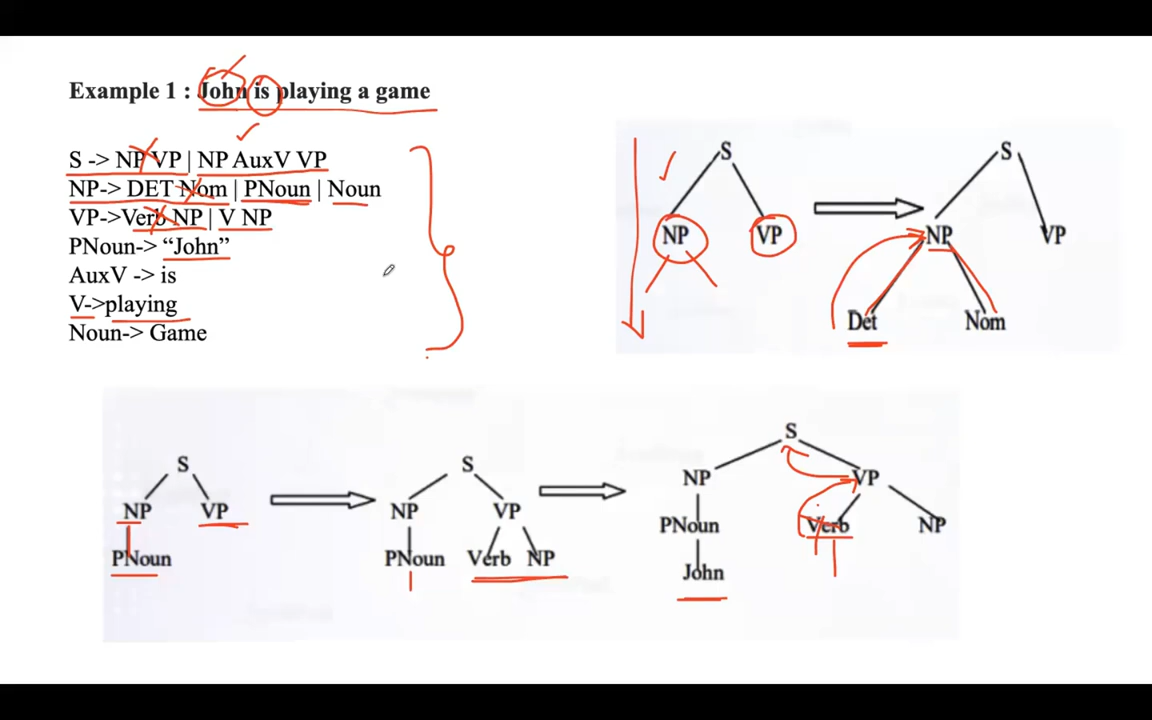 Example 1 : John is playing a game
S -> NP VP | NP AuxV VP
NP-> DET Nom | PNoun | Noun
VP->Verb NP | V NP
PNoun-> “John”
AuxV -> is
V->playing
Noun-> Game
S
NP VP
S
NP VP
Det Nom
S
NP VP
PNoun
S
NP VP
PNoun Verb NP
S
NP VP
PNoun Verb NP
John